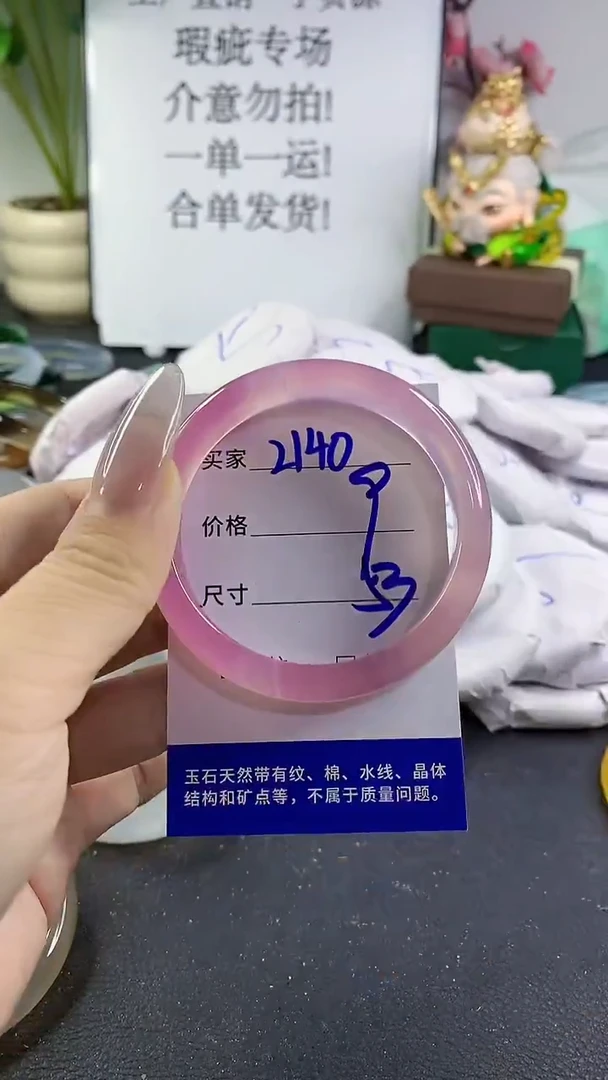 瑕疵专场
介意勿拍!
一单一运!
合单发货!
买家 2140
价格
尺寸
玉石天然带有纹、棉、水线、晶体
结构和矿点等，不属于质量问题。